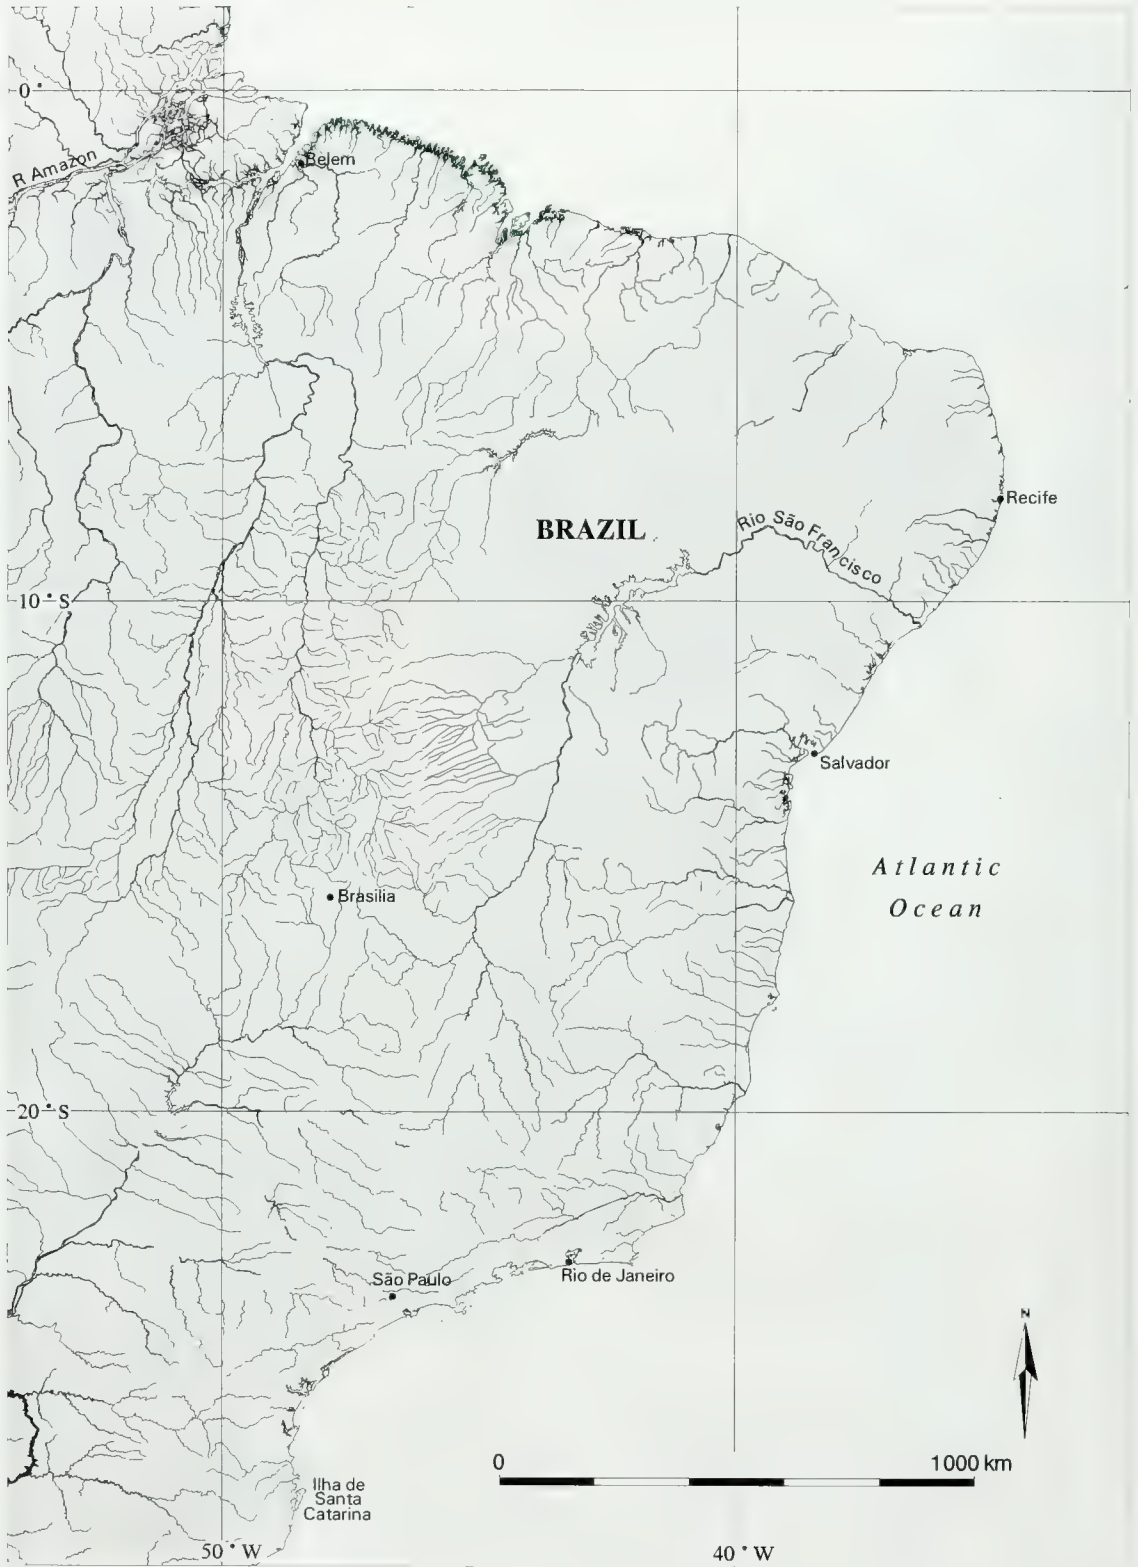 0°
R Amazon
Belem
Recife
BRAZIL
Rio São Francisco
10°S
Salvador
Atlantic
Ocean
Brasilia
20°S
São Paulo
Rio de Janeiro
N
0
1000 km
Ilha de
Santa
Catarina
50°W
40°W